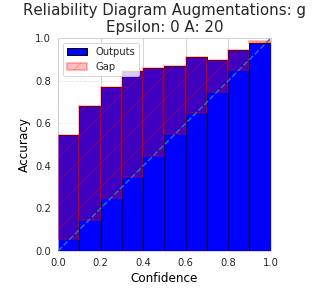 Reliability Diagram Augmentations: g
Epsilon: 0 A: 20
Outputs
Gap
Accuracy
1.0
0.8
0.6
0.4
0.2
0.0
0.0 0.2 0.4 0.6 0.8 1.0
Confidence